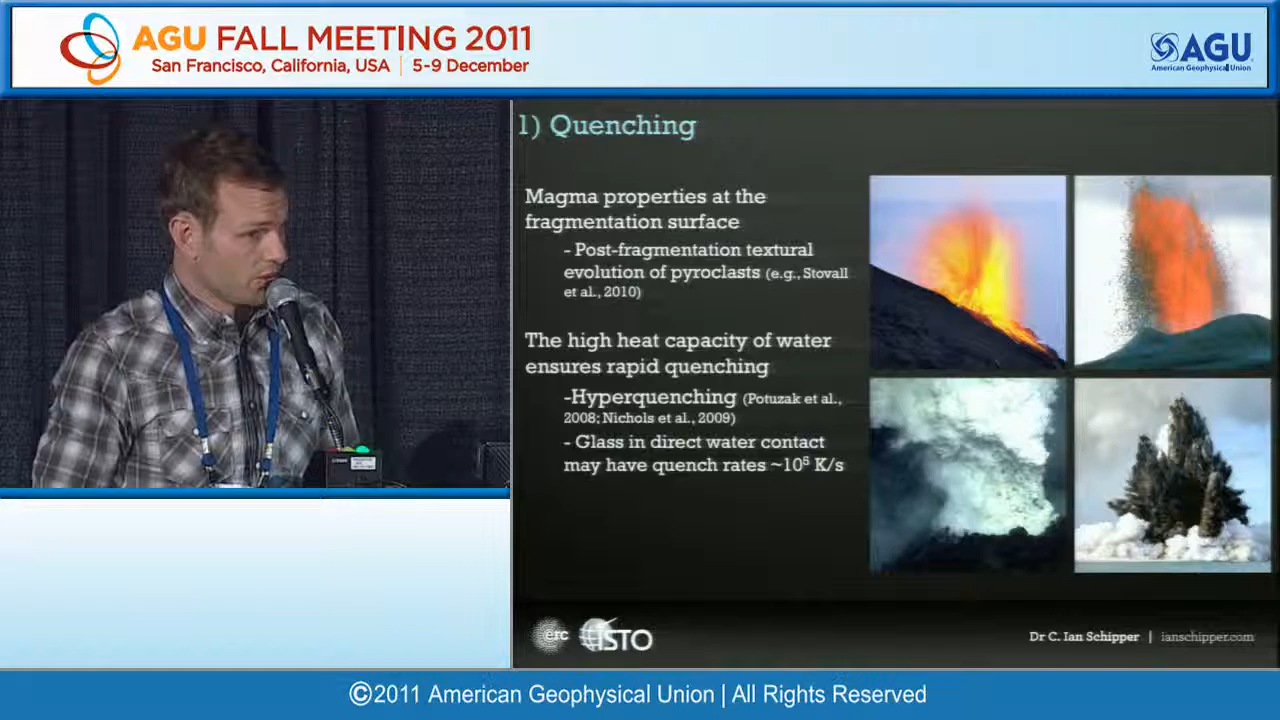 AGU FALL MEETING 2011
San Francisco, California, USA | 5-9 December
AGU
American Geophysical Union
1) Quenching
Magma properties at the
fragmentation surface
- Post-fragmentation textural
evolution of pyroclasts (e.g., Stovall
et al., 2010)
The high heat capacity of water
ensures rapid quenching
-Hyperquenching (Potuzak et al.,
2008; Nichols et al., 2009)
- Glass in direct water contact
may have quench rates ~10⁵ K/s
erc ISTO
Dr C. Ian Schipper | ianschipper.com
©2011 American Geophysical Union | All Rights Reserved